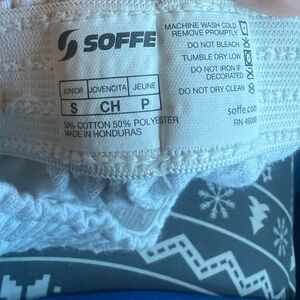 SOFFE
JUNIOR JOVENCITA JEUNE
S CH P
50% COTTON 50% POLYESTER
MADE IN HONDURAS
MACHINE WASH COLD
REMOVE PROMPTLY
DO NOT BLEACH
TUMBLE DRY LOW
DO NOT IRON IF
DECORATED
DO NOT DRY CLEAN
soffe.com